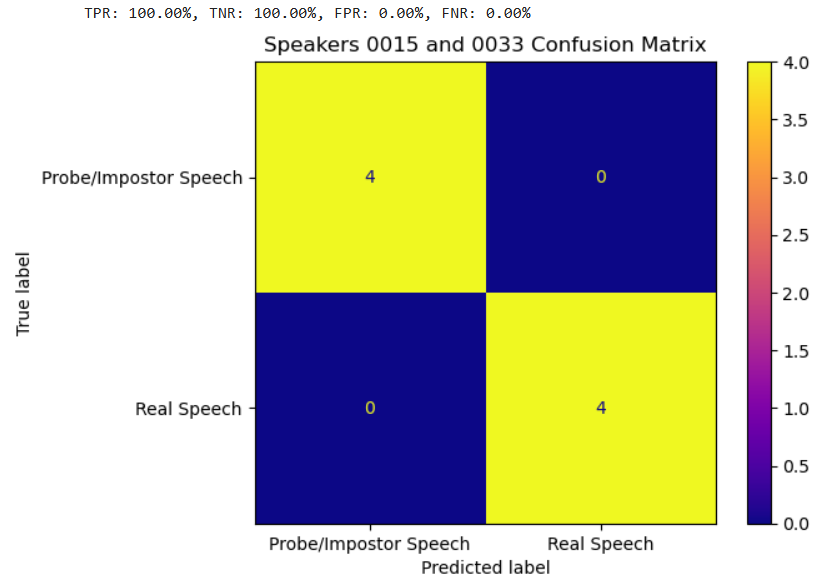 TPR: 100.00%, TNR: 100.00%, FPR: 0.00%, FNR: 0.00%
Speakers 0015 and 0033 Confusion Matrix
Probe/Impostor Speech
4
0
Real Speech
0
4
True label
Probe/Impostor Speech
Real Speech
Predicted label
4.0
3.5
3.0
2.5
2.0
1.5
1.0
0.5
0.0